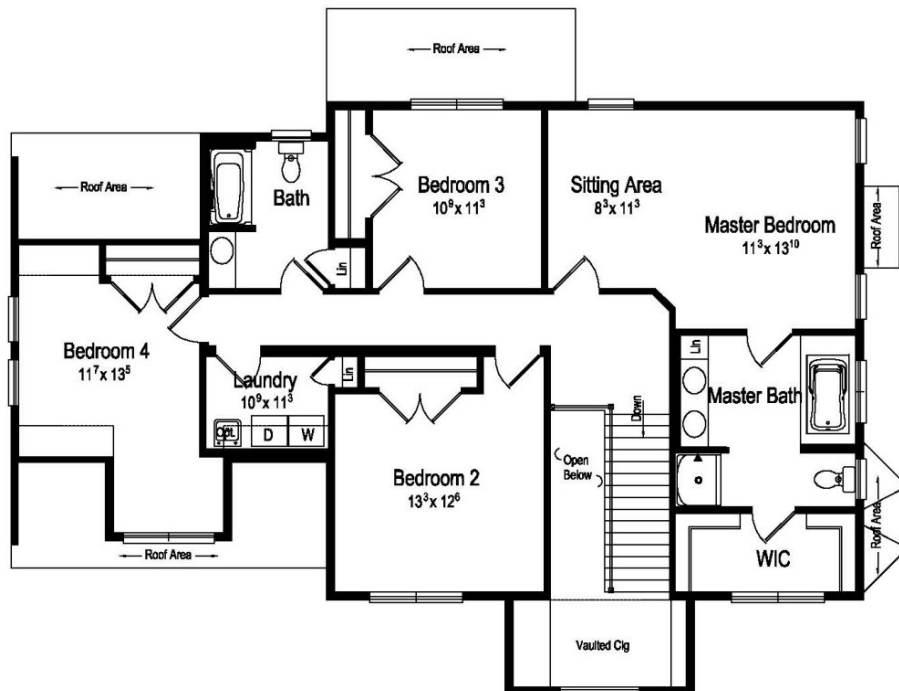 Roof Area
Roof Area
Bath
Lin
Bedroom 3
10⁹ x 11³
Sitting Area
8³ x 11³
Master Bedroom
11³ x 13¹⁰
Roof Area
Bedroom 4
11⁷ x 13⁵
Laundry
10⁹ x 11³
Lin
Opt.
D
W
Bedroom 2
13³ x 12⁶
Down
Open
Below
Lin
Master Bath
WIC
Roof Area
Roof Area
Vaulted Clg